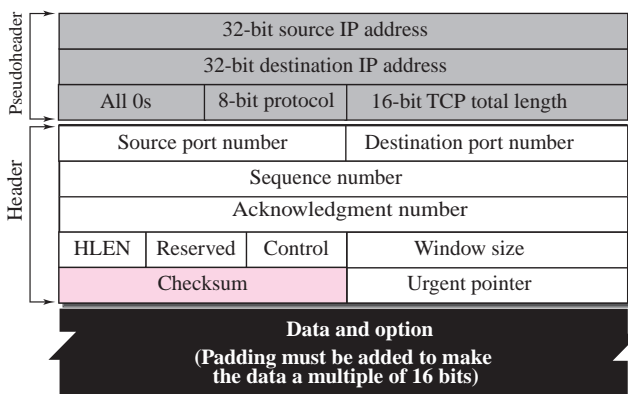 Pseudoheader
32-bit source IP address
32-bit destination IP address
All 0s 8-bit protocol 16-bit TCP total length
Header
Source port number Destination port number
Sequence number
Acknowledgment number
HLEN Reserved Control Window size
Checksum Urgent pointer
Data and option
(Padding must be added to make
the data a multiple of 16 bits)